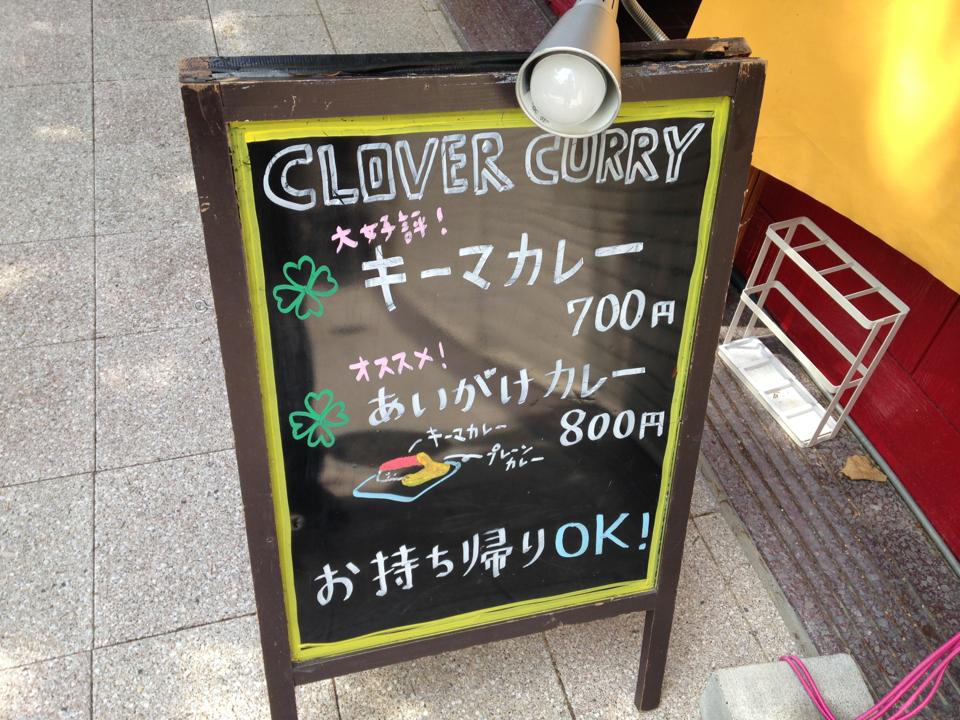 CLOVER CURRY
大好評!
キーマカレー
700円
オススメ!
あいがけカレー
800円
キーマカレー
プレーン
カレー
お持ち帰りOK!